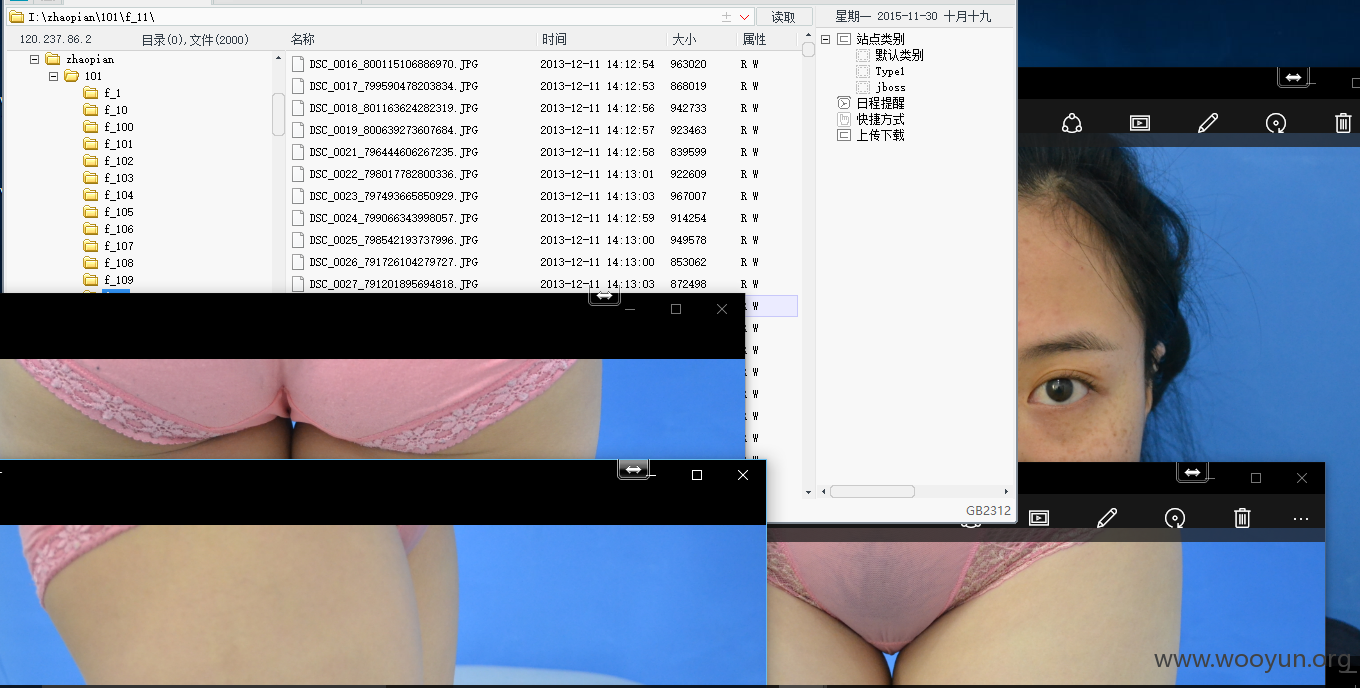 I:\zhaopian\101\f_11\
读取
星期一 2015-11-30 十月十九
120.237.86.2
目录(0),文件(2000)
名称
时间
大小
属性
zhaopian
101
f_1
f_10
f_100
f_101
f_102
f_103
f_104
f_105
f_106
f_107
f_108
f_109
DSC_0016_800115106886970.JPG 2013-12-11 14:12:54 963020 R W
DSC_0017_799590478203834.JPG 2013-12-11 14:12:53 868019 R W
DSC_0018_801163624282319.JPG 2013-12-11 14:12:56 942733 R W
DSC_0019_800639273607684.JPG 2013-12-11 14:12:57 923463 R W
DSC_0021_796444606267235.JPG 2013-12-11 14:12:58 839599 R W
DSC_0022_798017782800336.JPG 2013-12-11 14:13:01 922609 R W
DSC_0023_797493665850929.JPG 2013-12-11 14:13:03 967007 R W
DSC_0024_799066343998057.JPG 2013-12-11 14:12:59 914254 R W
DSC_0025_798542193737996.JPG 2013-12-11 14:13:00 949578 R W
DSC_0026_791726104279727.JPG 2013-12-11 14:13:00 853062 R W
DSC_0027_791201895694818.JPG 2013-12-11 14:13:03 872498 R W
R W
R W
R W
R W
R W
R W
R W
站点类别
默认类别
Type1
jboss
日程提醒
快捷方式
上传下载
GB2312
www.wooyun.org